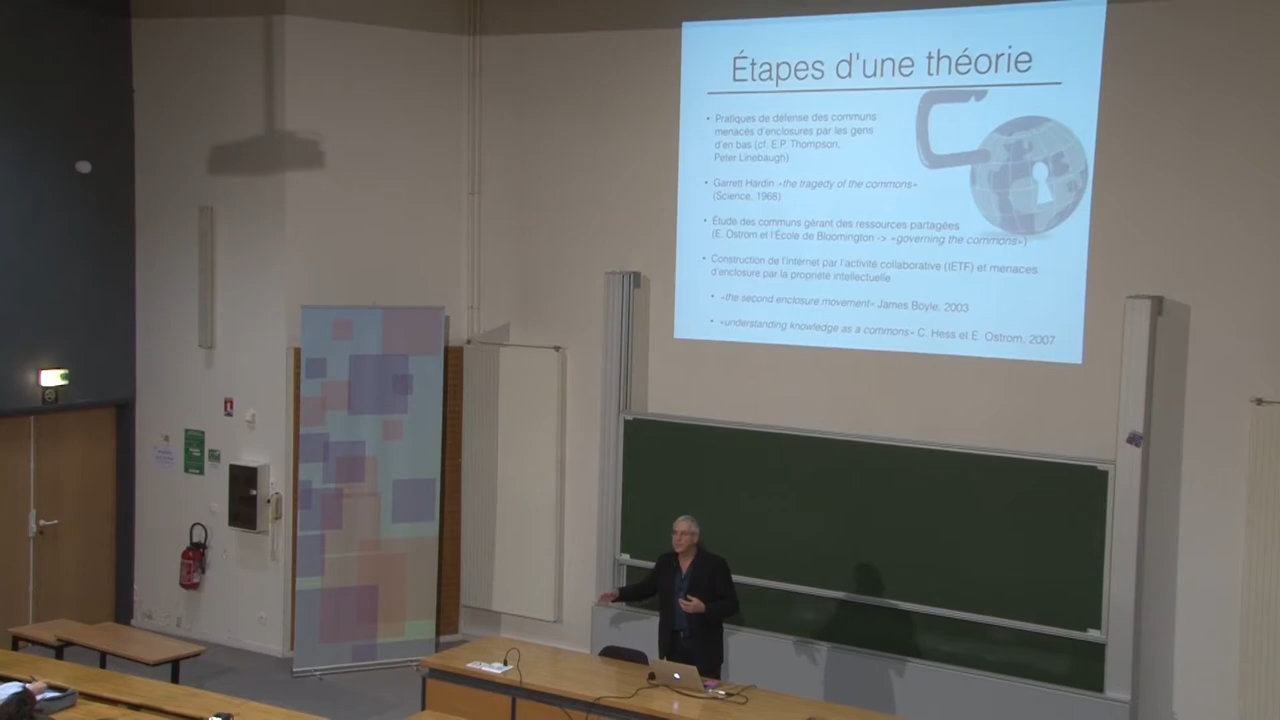 Étapes d'une théorie
• Pratiques de défense des communs
menacés d'enclosures par les gens
d'en bas (cf. E.P. Thompson,
Peter Linebaugh)
• Garrett Hardin «the tragedy of the commons»
(Science, 1968)
• Étude des communs gérant des ressources partagées
(E. Ostrom et l'École de Bloomington -> «governing the commons»)
• Construction de l'internet par l'activité collaborative (IETF) et menaces
d'enclosure par la propriété intellectuelle
• «the second enclosure movement» James Boyle, 2003
• «understanding knowledge as a commons» C. Hess et E. Ostrom, 2007